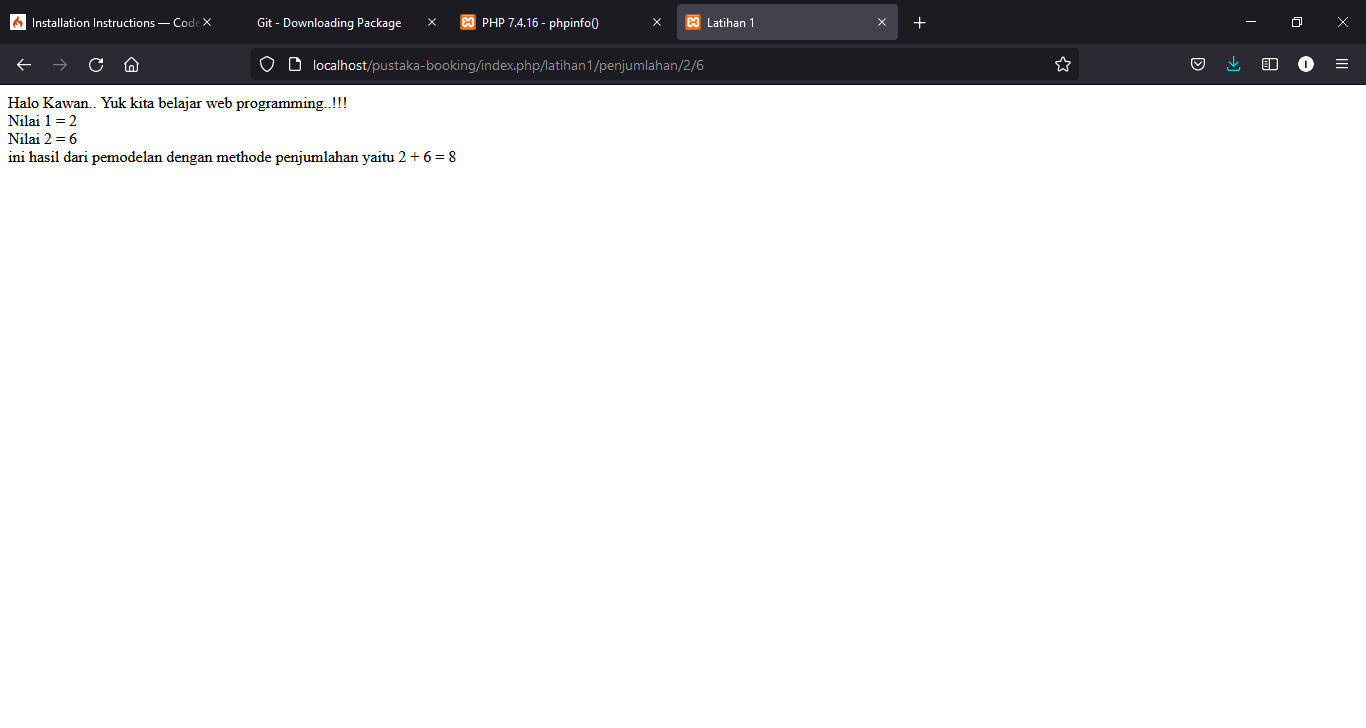 Installation Instructions — Code
Git - Downloading Package
PHP 7.4.16 - phpinfo()
Latihan 1
localhost/pustaka-booking/index.php/latihan1/penjumlahan/2/6
I
Halo Kawan.. Yuk kita belajar web programming..!!!
Nilai 1 = 2
Nilai 2 = 6
ini hasil dari pemodelan dengan methode penjumlahan yaitu 2 + 6 = 8